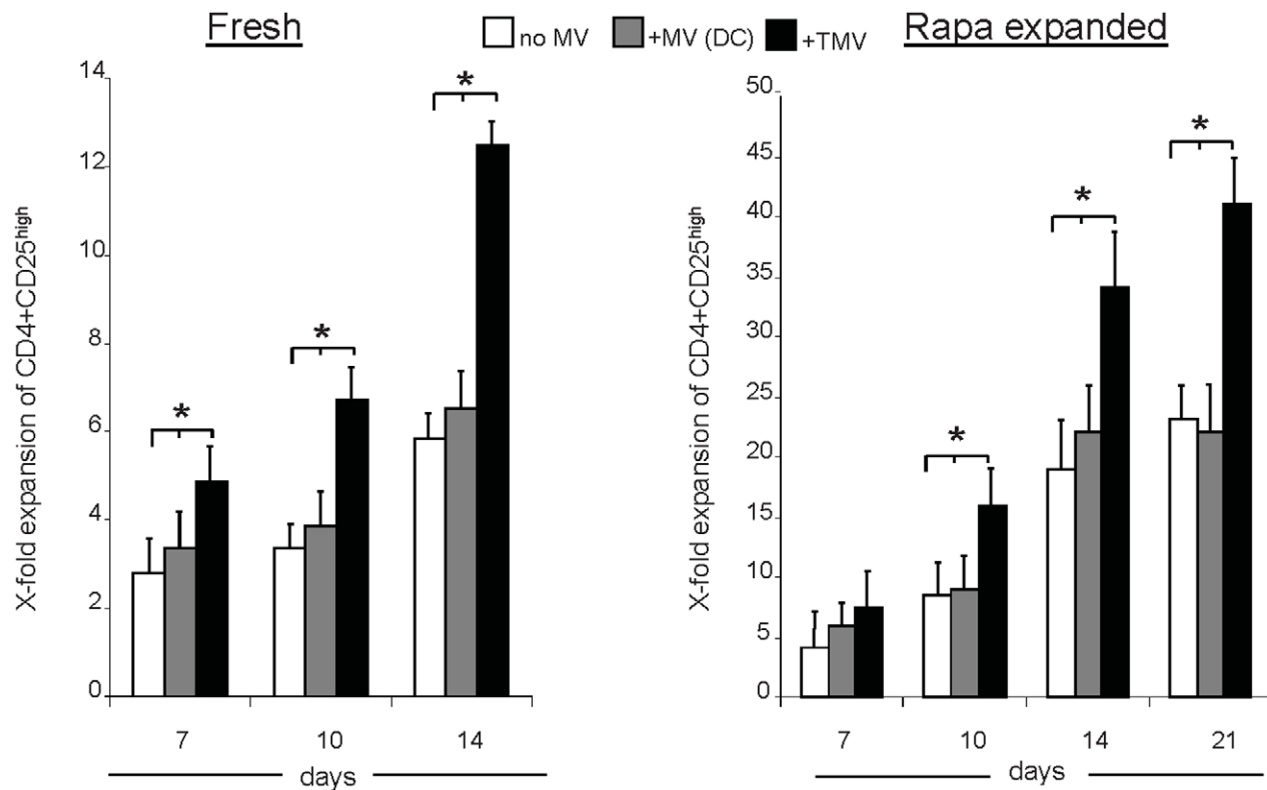 Fresh
no MV +MV (DC) +TMV
Rapa expanded
X-fold expansion of CD4+CD25high
14
12
10
8
6
4
2
0
*
*
*
7 10 14
days
X-fold expansion of CD4+CD25high
50
45
40
35
30
25
20
15
10
5
0
*
*
*
7 10 14 21
days